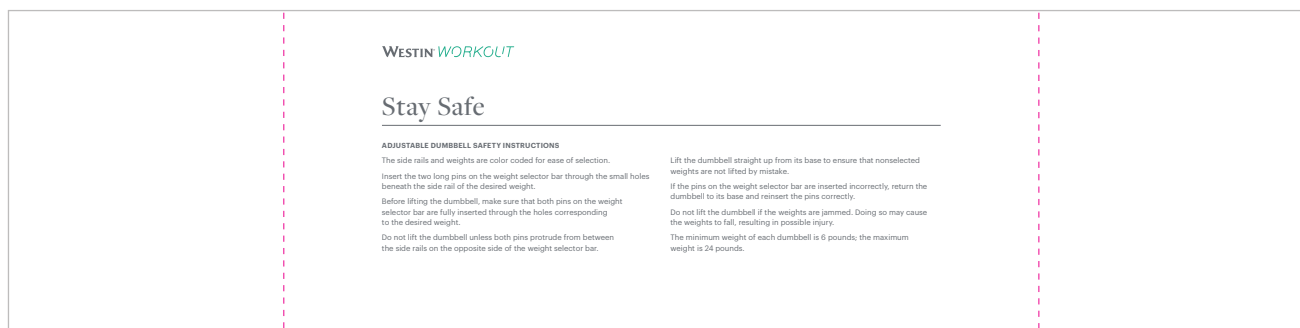 WESTIN WORKOUT
Stay Safe
ADJUSTABLE DUMBBELL SAFETY INSTRUCTIONS
The side rails and weights are color coded for ease of selection.
Insert the two long pins on the weight selector bar through the small holes
beneath the side rail of the desired weight.
Before lifting the dumbbell, make sure that both pins on the weight
selector bar are fully inserted through the holes corresponding
to the desired weight.
Do not lift the dumbbell unless both pins protrude from between
the side rails on the opposite side of the weight selector bar.
Lift the dumbbell straight up from its base to ensure that nonselected
weights are not lifted by mistake.
If the pins on the weight selector bar are inserted incorrectly, return the
dumbbell to its base and reinsert the pins correctly.
Do not lift the dumbbell if the weights are jammed. Doing so may cause
the weights to fall, resulting in possible injury.
The minimum weight of each dumbbell is 6 pounds; the maximum
weight is 24 pounds.